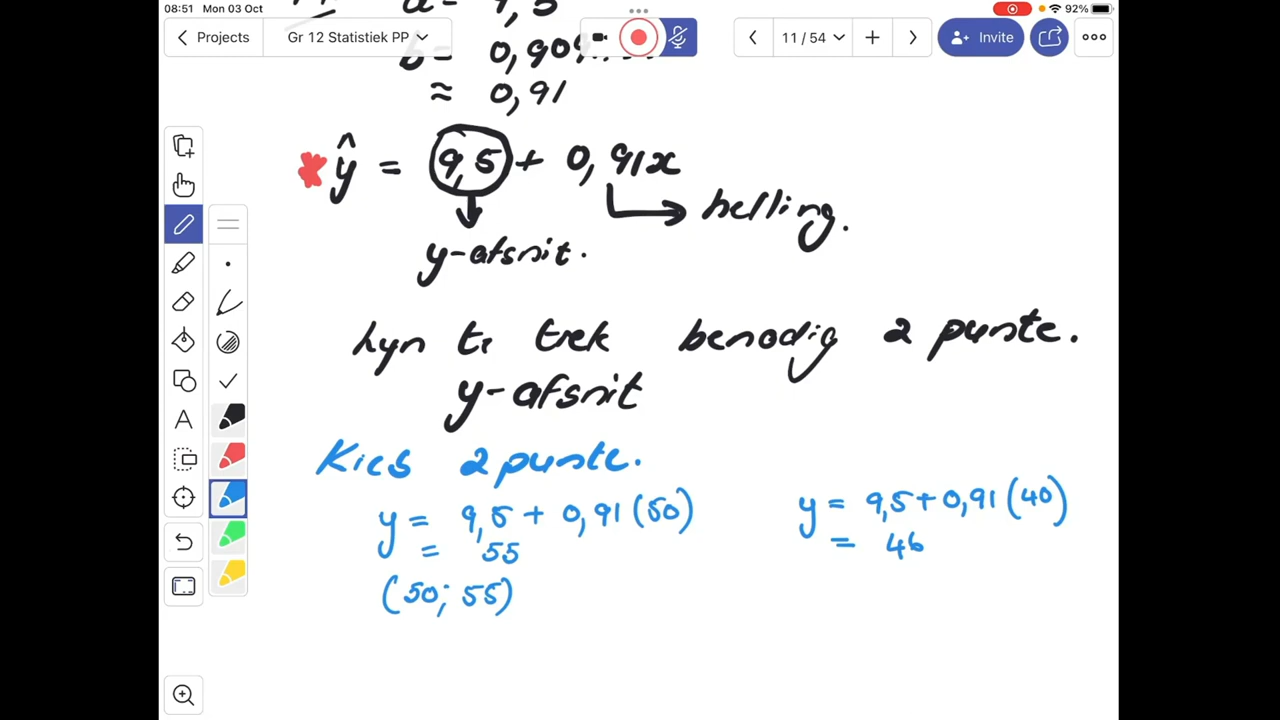 08:51 Mon 03 Oct
92%
Projects
Gr 12 Statistiek PP
11 / 54
Invite
≈ 0,91
ŷ = 9,5 + 0,91x
helling.
y-afsnit.
lyn te trek benodig 2 punte.
y-afsnit
Kies 2 punte.
y = 9,5 + 0,91(50)
= 55
(50; 55)
y = 9,5 + 0,91(40)
= 46
A